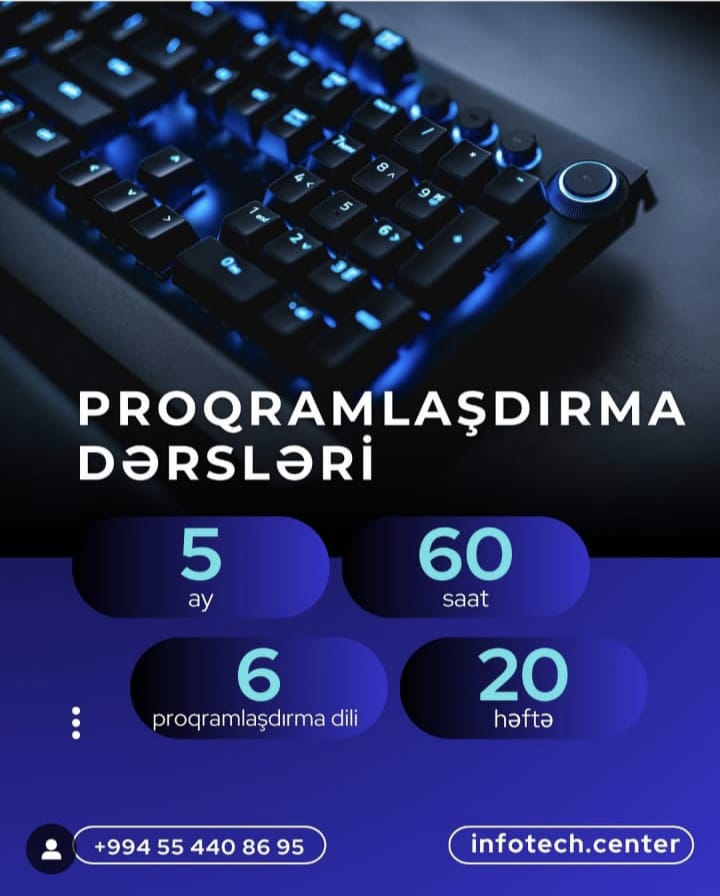 PROQRAMLAŞDIRMA
DƏRSLƏRİ
5
ay
60
saat
6
proqramlaşdırma dili
20
həftə
+994 55 440 86 95
infotech.center